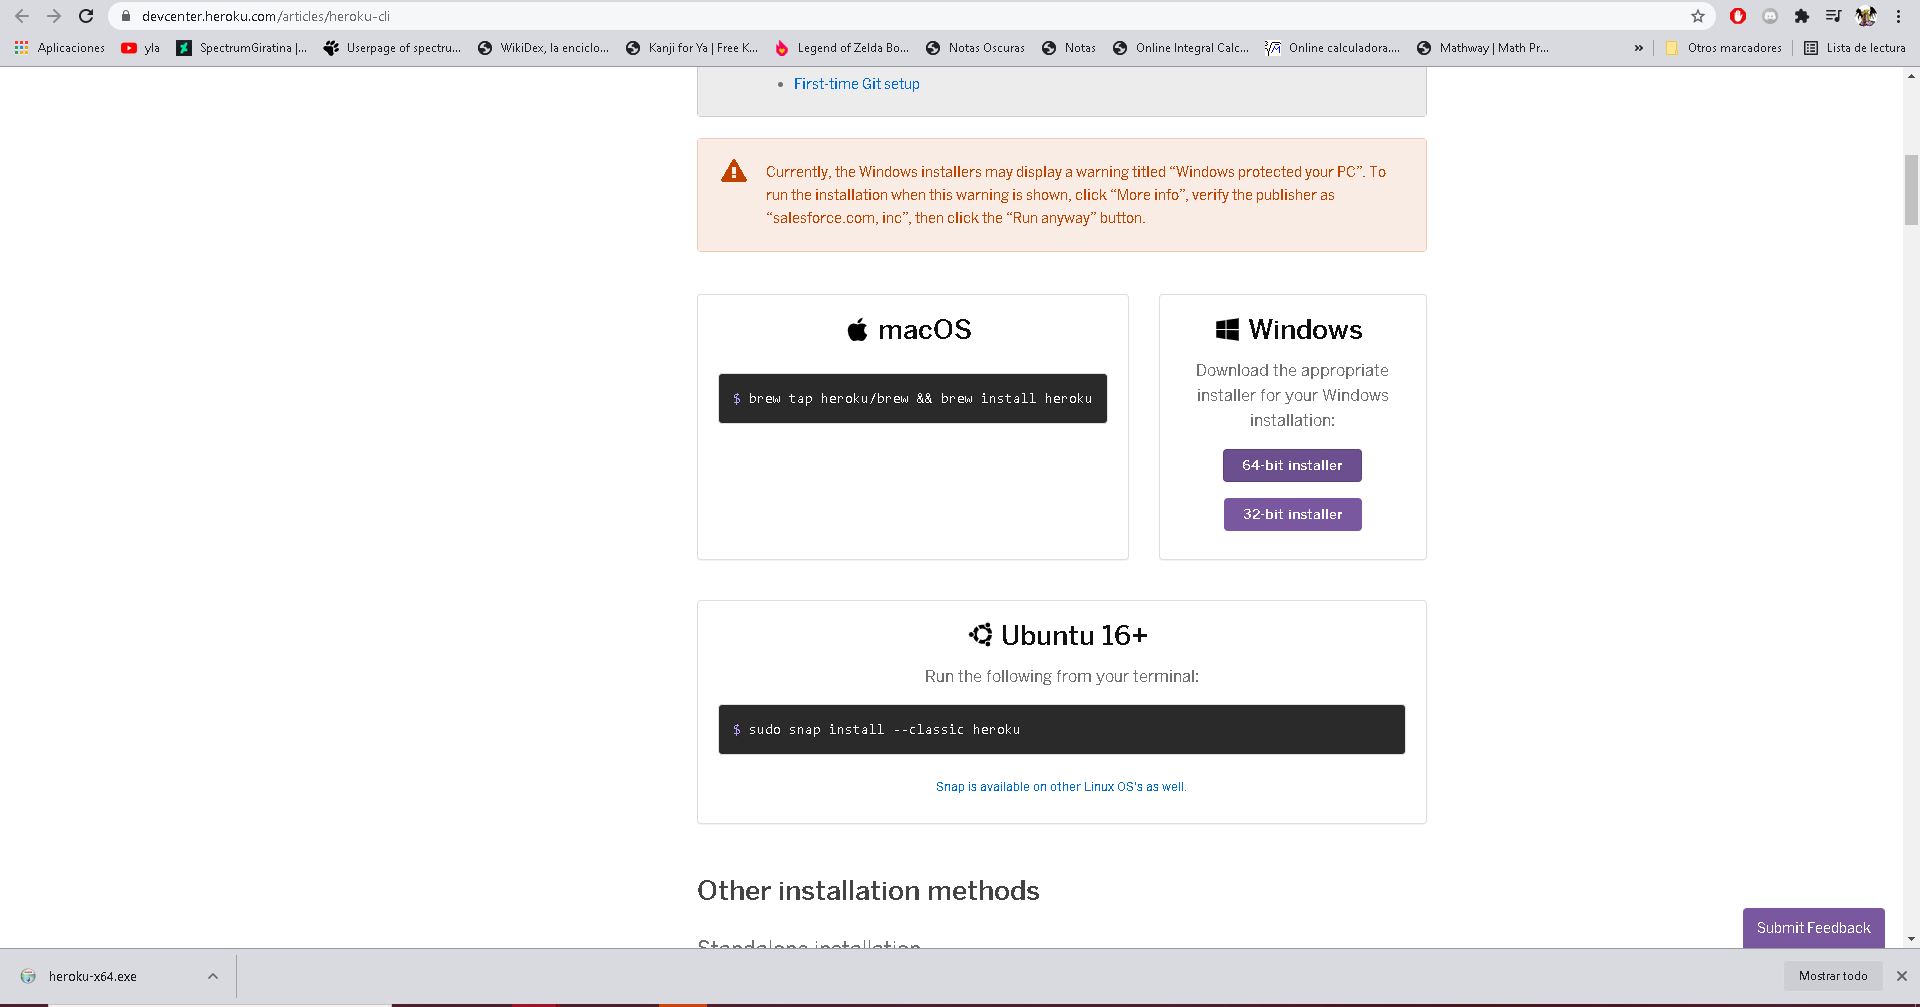 devcenter.heroku.com/articles/heroku-cli
Aplicaciones
yla
SpectrumGiratina |...
Userpage of spectru...
WikiDex, la enciclo...
Kanji for Ya | Free K...
Legend of Zelda Bo...
Notas Oscuras
Notas
Online Integral Calc...
Online calculadora....
Mathway | Math Pr...
»
Otros marcadores
Lista de lectura
• First-time Git setup
Currently, the Windows installers may display a warning titled “Windows protected your PC”. To
run the installation when this warning is shown, click “More info”, verify the publisher as
“salesforce.com, inc”, then click the “Run anyway” button.
macOS
$ brew tap heroku/brew && brew install heroku
Windows
Download the appropriate
installer for your Windows
installation:
64-bit installer
32-bit installer
Ubuntu 16+
Run the following from your terminal:
$ sudo snap install --classic heroku
Snap is available on other Linux OS's as well.
Other installation methods
Standalone installation
Submit Feedback
heroku-x64.exe
Mostrar todo